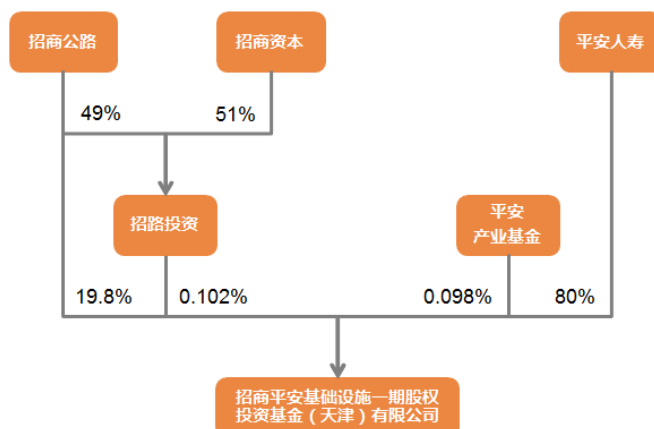 招商公路
招商资本
平安人寿
49%
51%
招路投资
平安
产业基金
19.8%
0.102%
0.098%
80%
招商平安基础设施一期股权
投资基金（天津）有限公司